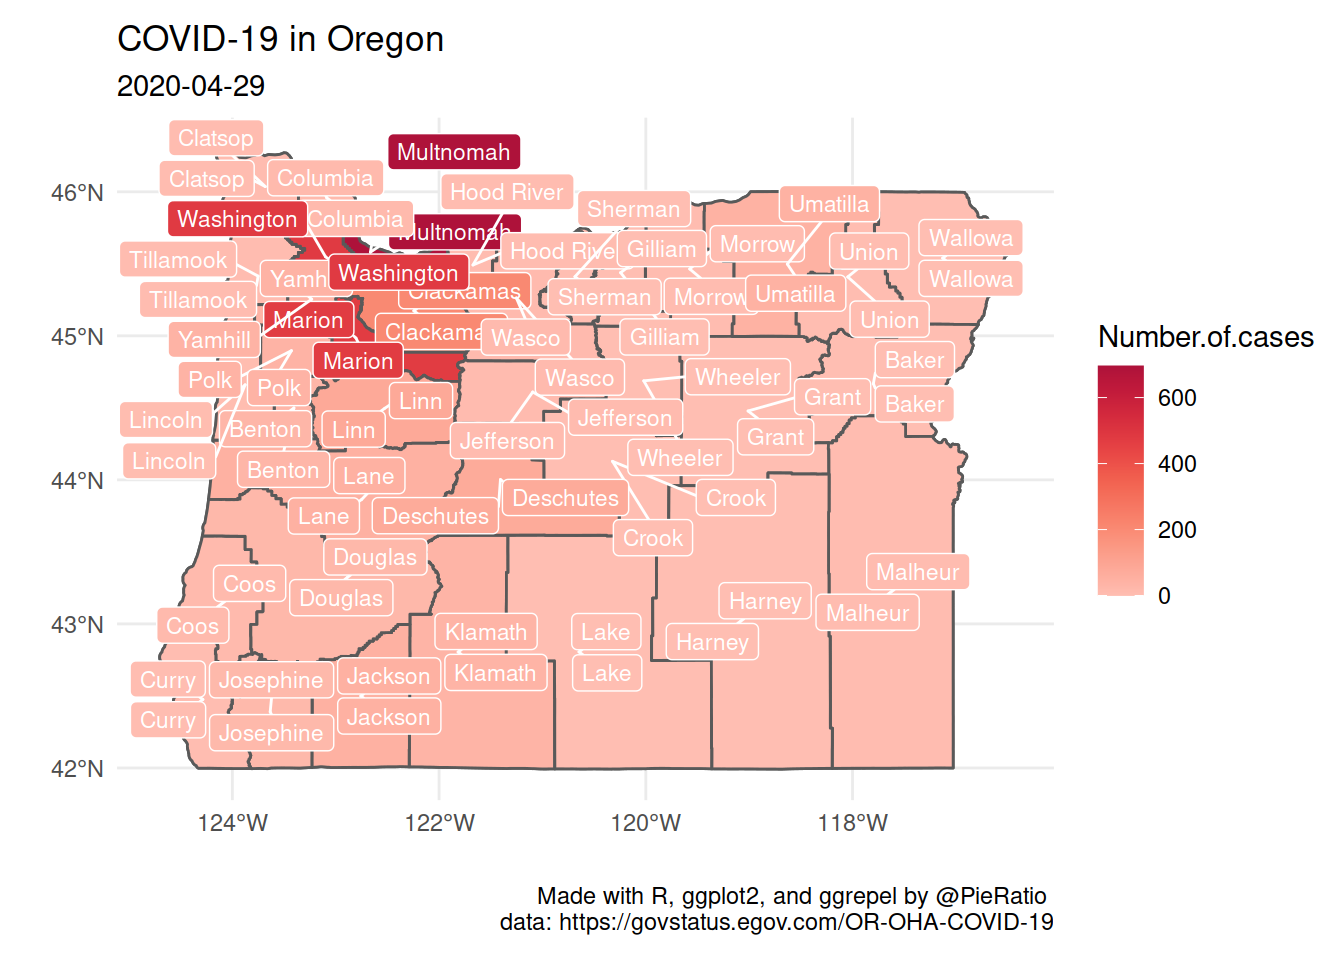 COVID-19 in Oregon
2020-04-29
Clatsop
Multnomah
Clatsop
Columbia
Hood River
46°N
Washington
Columbia
Sherman
Umatilla
Multnomah
Hood Rive
Gilliam
Morrow
Union
Wallowa
Tillamook
Yamh
Washington
Wallowa
Tillamook
Clackamas
Sherman
Morrow
Umatilla
Marion
Union
45°N
Yamhill
Clackama
Wasco
Gilliam
Marion
Baker
Polk
Polk
Wasco
Wheeler
Linn
Grant
Baker
Lincoln
Benton
Linn
Jefferson
Jefferson
Grant
Lincoln
Benton
Lane
Wheeler
44°N
Lane
Deschutes
Deschutes
Crook
Crook
Douglas
Coos
Douglas
Malheur
43°N
Coos
Klamath
Lake
Harney
Malheur
Harney
Curry
Josephine
Jackson
Klamath
Lake
Curry
Josephine
Jackson
42°N
124°W
122°W
120°W
118°W
Number.of.cases
600
400
200
0
Made with R, ggplot2, and ggrepel by @PieRatio
data: https://govstatus.egov.com/OR-OHA-COVID-19